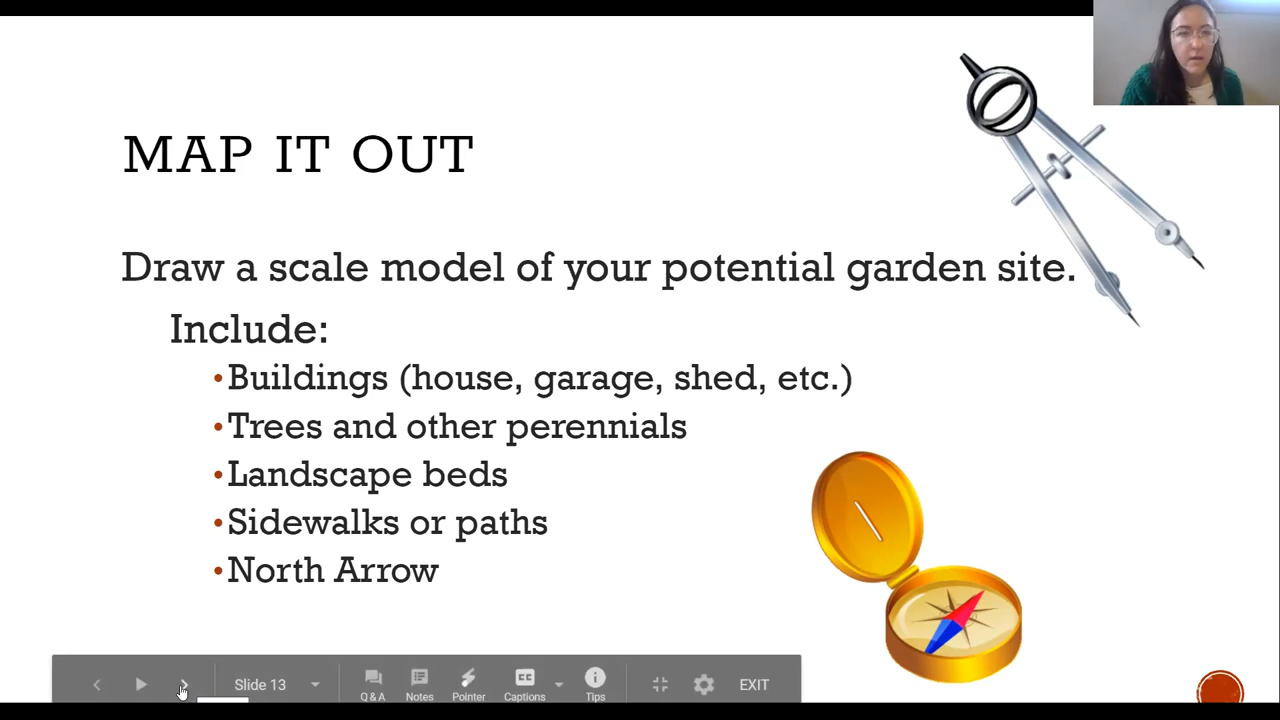 MAP IT OUT
Draw a scale model of your potential garden site.
Include:
•Buildings (house, garage, shed, etc.)
•Trees and other perennials
•Landscape beds
•Sidewalks or paths
•North Arrow
Slide 13
Q & A
Notes
Pointer
Captions
Tips
EXIT